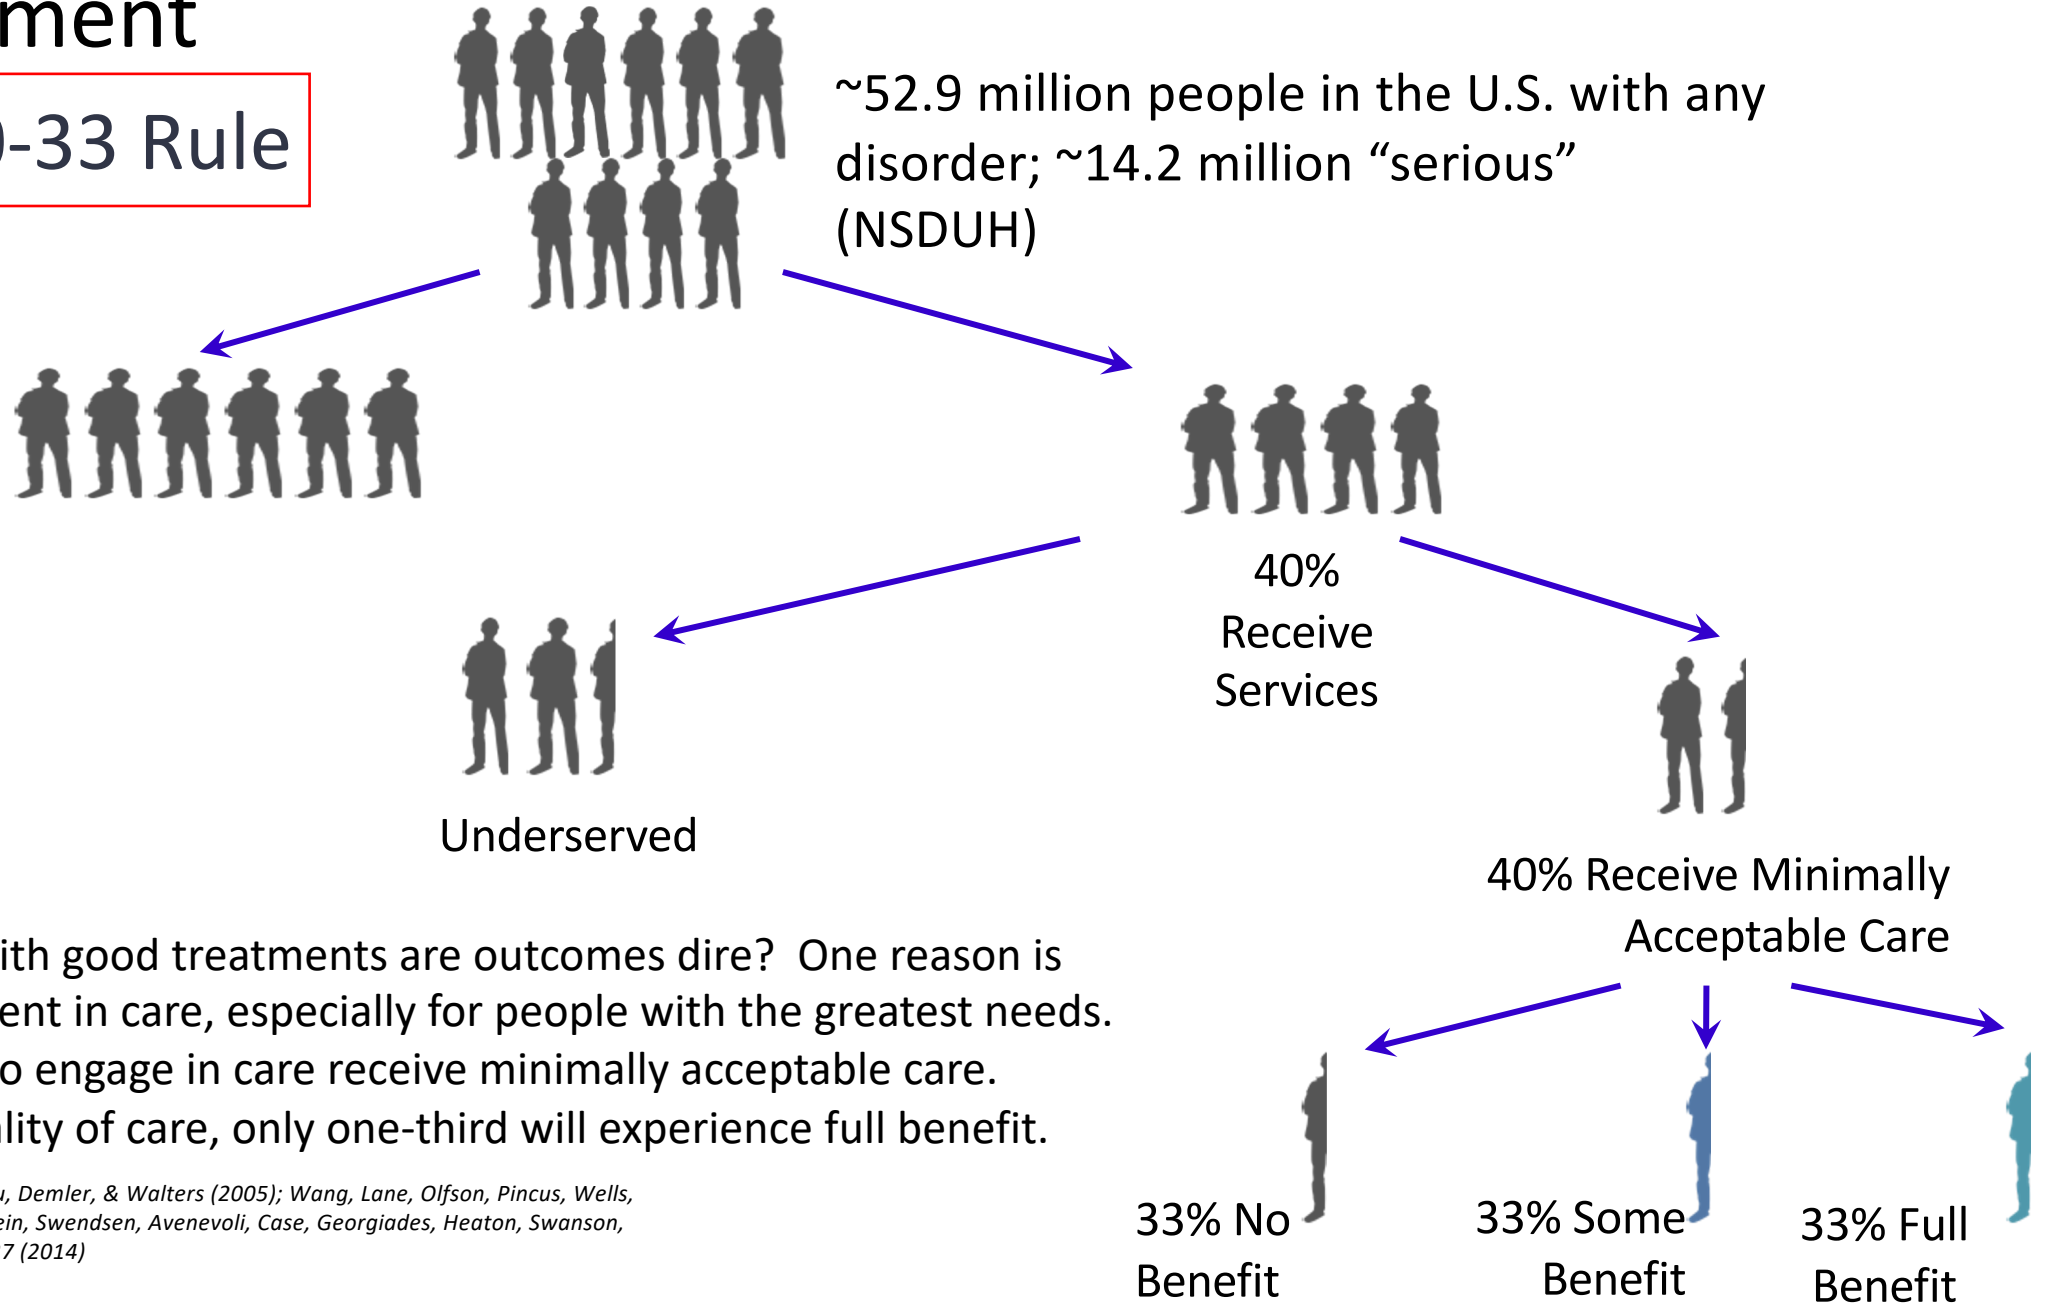 ment
-33 Rule
~52.9 million people in the U.S. with any
disorder; ~14.2 million “serious”
(NSDUH)
40%
Receive
Services
Underserved
40% Receive Minimally
Acceptable Care
ith good treatments are outcomes dire?  One reason is
ent in care, especially for people with the greatest needs.
o engage in care receive minimally acceptable care.
lity of care, only one-third will experience full benefit.
33% No
Benefit
33% Some
Benefit
33% Full
Benefit
u, Demler, & Walters (2005); Wang, Lane, Olfson, Pincus, Wells,
ein, Swendsen, Avenevoli, Case, Georgiades, Heaton, Swanson,
7 (2014)